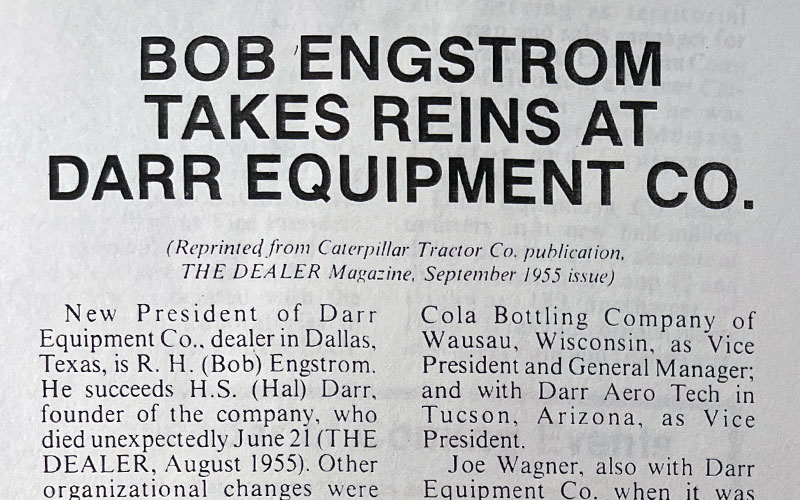 BOB ENGSTROM
TAKES REINS AT
DARR EQUIPMENT CO.
(Reprinted from Caterpillar Tractor Co. publication,
THE DEALER Magazine, September 1955 issue)
New President of Darr
Equipment Co., dealer in Dallas,
Texas, is R. H. (Bob) Engstrom.
He succeeds H.S. (Hal) Darr,
founder of the company, who
died unexpectedly June 21 (THE
DEALER, August 1955). Other
organizational changes were
Cola Bottling Company of
Wausau, Wisconsin, as Vice
President and General Manager;
and with Darr Aero Tech in
Tucson, Arizona, as Vice
President.
Joe Wagner, also with Darr
Equipment Co. when it was